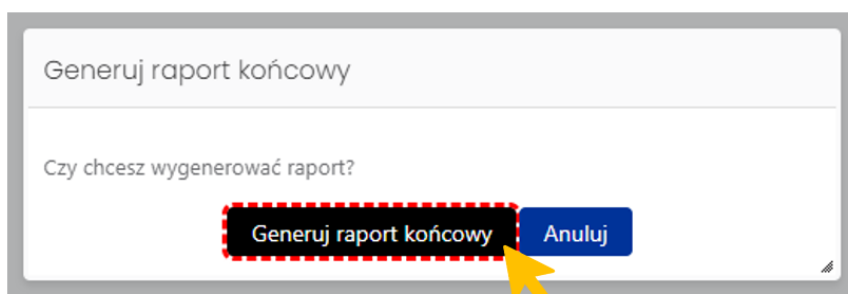 Generuj raport końcowy
Czy chcesz wygenerować raport?
Generuj raport końcowy Anuluj